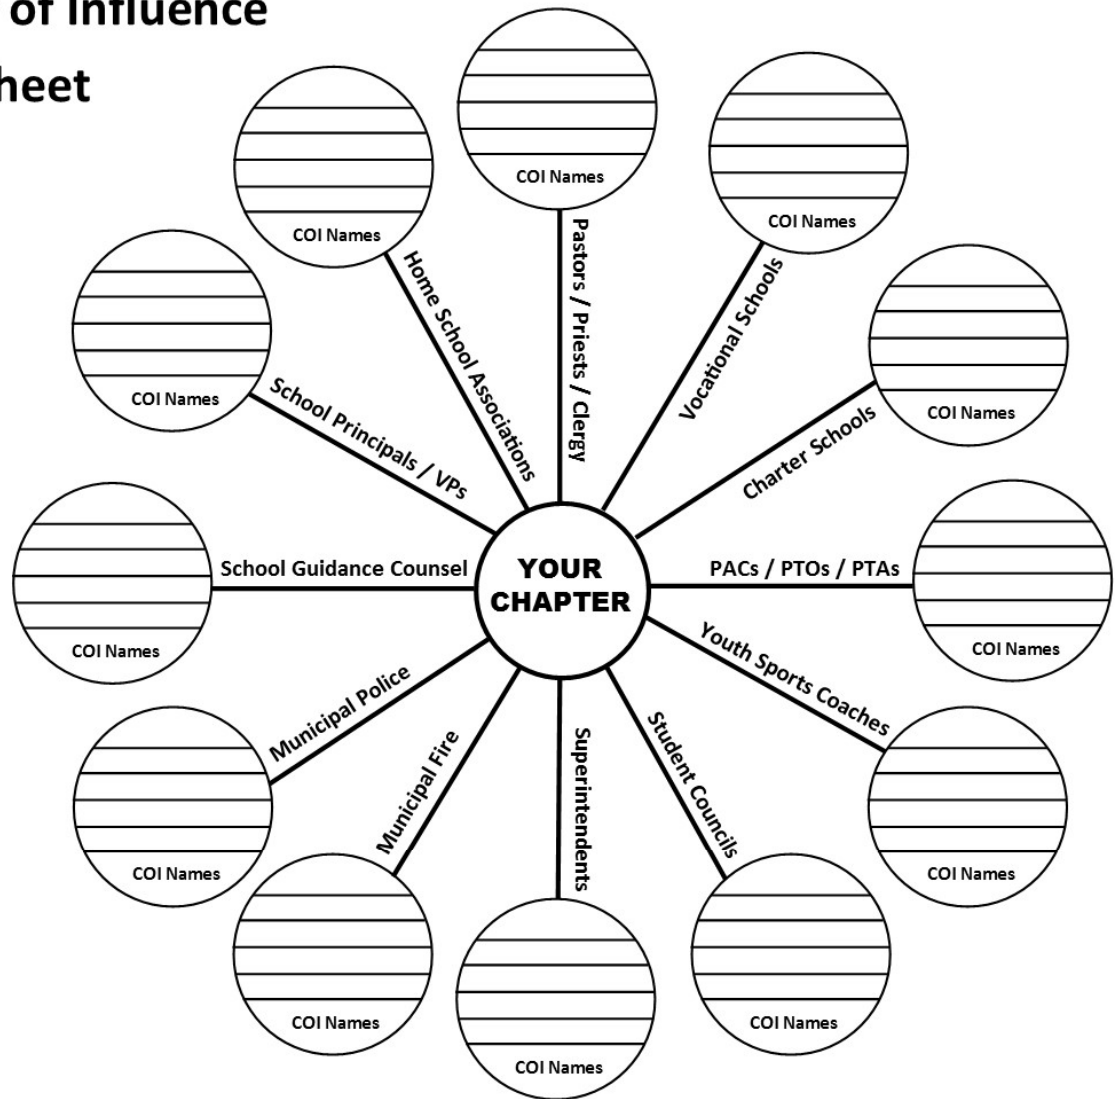 of Influence
heet
COI Names
Pastors / Priests / Clergy
COI Names
Vocational Schools
COI Names
Charter Schools
COI Names
PACs / PTOs / PTAs
COI Names
Youth Sports Coaches
COI Names
Student Councils
COI Names
Superintendents
COI Names
Municipal Fire
COI Names
Municipal Police
COI Names
School Guidance Counsel
COI Names
School Principals / VPs
COI Names
Home School Associations
YOUR
CHAPTER